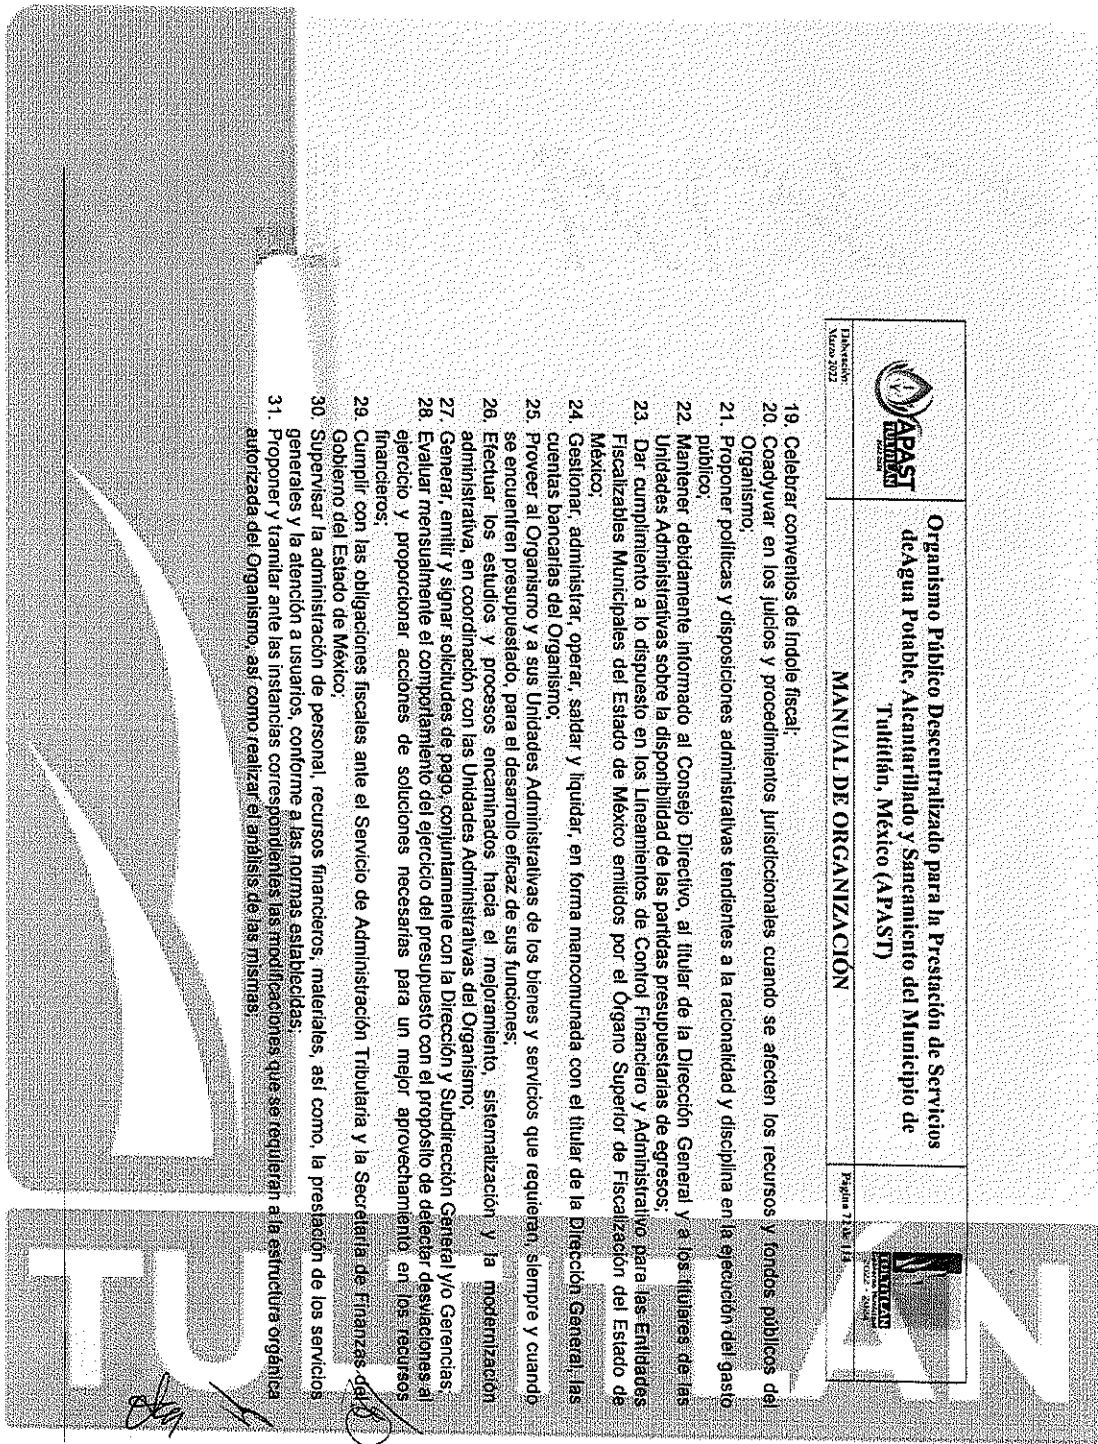 APAST
TULTITLÁN
2022-2024
Organismo Público Descentralizado para la Prestación de Servicios
deAgua Potable, Alcantarillado y Saneamiento del Municipio de
Tultitlán, México (APAST)
TULTITLÁN
2022 - 2024
Elaboración:
Marzo 2022
MANUAL DE ORGANIZACIÓN
Página 72 de 114
19. Celebrar convenios de índole fiscal;
20. Coadyuvar en los juicios y procedimientos jurisdiccionales cuando se afecten los recursos y fondos públicos del
Organismo;
21. Proponer políticas y disposiciones administrativas tendientes a la racionalidad y disciplina en la ejecución del gasto
público;
22. Mantener debidamente informado al Consejo Directivo, al titular de la Dirección General y a los titulares de las
Unidades Administrativas sobre la disponibilidad de las partidas presupuestarias de egresos;
23. Dar cumplimiento a lo dispuesto en los Lineamientos de Control Financiero y Administrativo para las Entidades
Fiscalizables Municipales del Estado de México emitidos por el Órgano Superior de Fiscalización del Estado de
México;
24. Gestionar, administrar, operar, saldar y liquidar, en forma mancomunada con el titular de la Dirección General, las
cuentas bancarias del Organismo;
25. Proveer al Organismo y a sus Unidades Administrativas de los bienes y servicios que requieran, siempre y cuando
se encuentren presupuestado, para el desarrollo eficaz de sus funciones;
26. Efectuar los estudios y procesos encaminados hacia el mejoramiento, sistematización y la modernización
administrativa, en coordinación con las Unidades Administrativas del Organismo;
27. Generar, emitir y signar solicitudes de pago, conjuntamente con la Dirección y Subdirección General y/o Gerencias;
28. Evaluar mensualmente el comportamiento del ejercicio del presupuesto con el propósito de detectar desviaciones al
ejercicio y proporcionar acciones de soluciones necesarias para un mejor aprovechamiento en los recursos
financieros;
29. Cumplir con las obligaciones fiscales ante el Servicio de Administración Tributaria y la Secretaría de Finanzas del
Gobierno del Estado de México;
30. Supervisar la administración de personal, recursos financieros, materiales, así como, la prestación de los servicios
generales y la atención a usuarios, conforme a las normas establecidas;
31. Proponer y tramitar ante las instancias correspondientes las modificaciones que se requieran a la estructura orgánica
autorizada del Organismo, así como realizar el análisis de las mismas;
TULTITLÁN